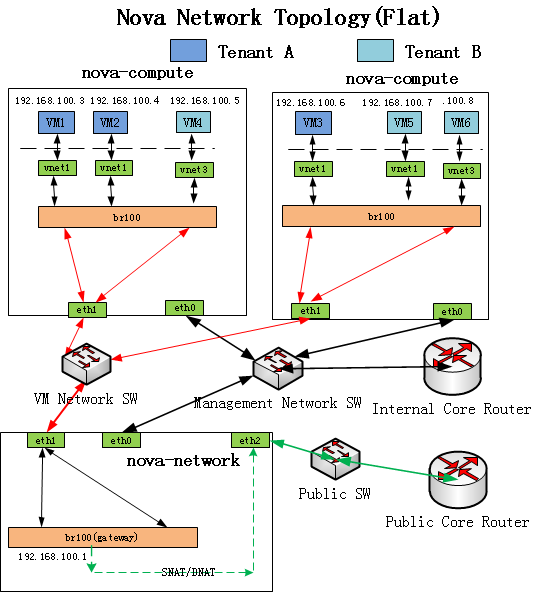 Nova Network Topology(Flat)
Tenant A
Tenant B
nova-compute
nova-compute
192.168.100.3
192.168.100.4
192.168.100.5
192.168.100.6
192.168.100.7
.100.8
VM1
VM2
VM4
VM3
VM5
VM6
vnet1
vnet1
vnet3
vnet1
vnet1
vnet3
br100
br100
eth1
eth0
eth1
eth0
VM Network SW
Management Network SW
Internal Core Router
eth1
eth0
eth2
nova-network
Public SW
Public Core Router
br100(gateway)
192.168.100.1
SNAT/DNAT